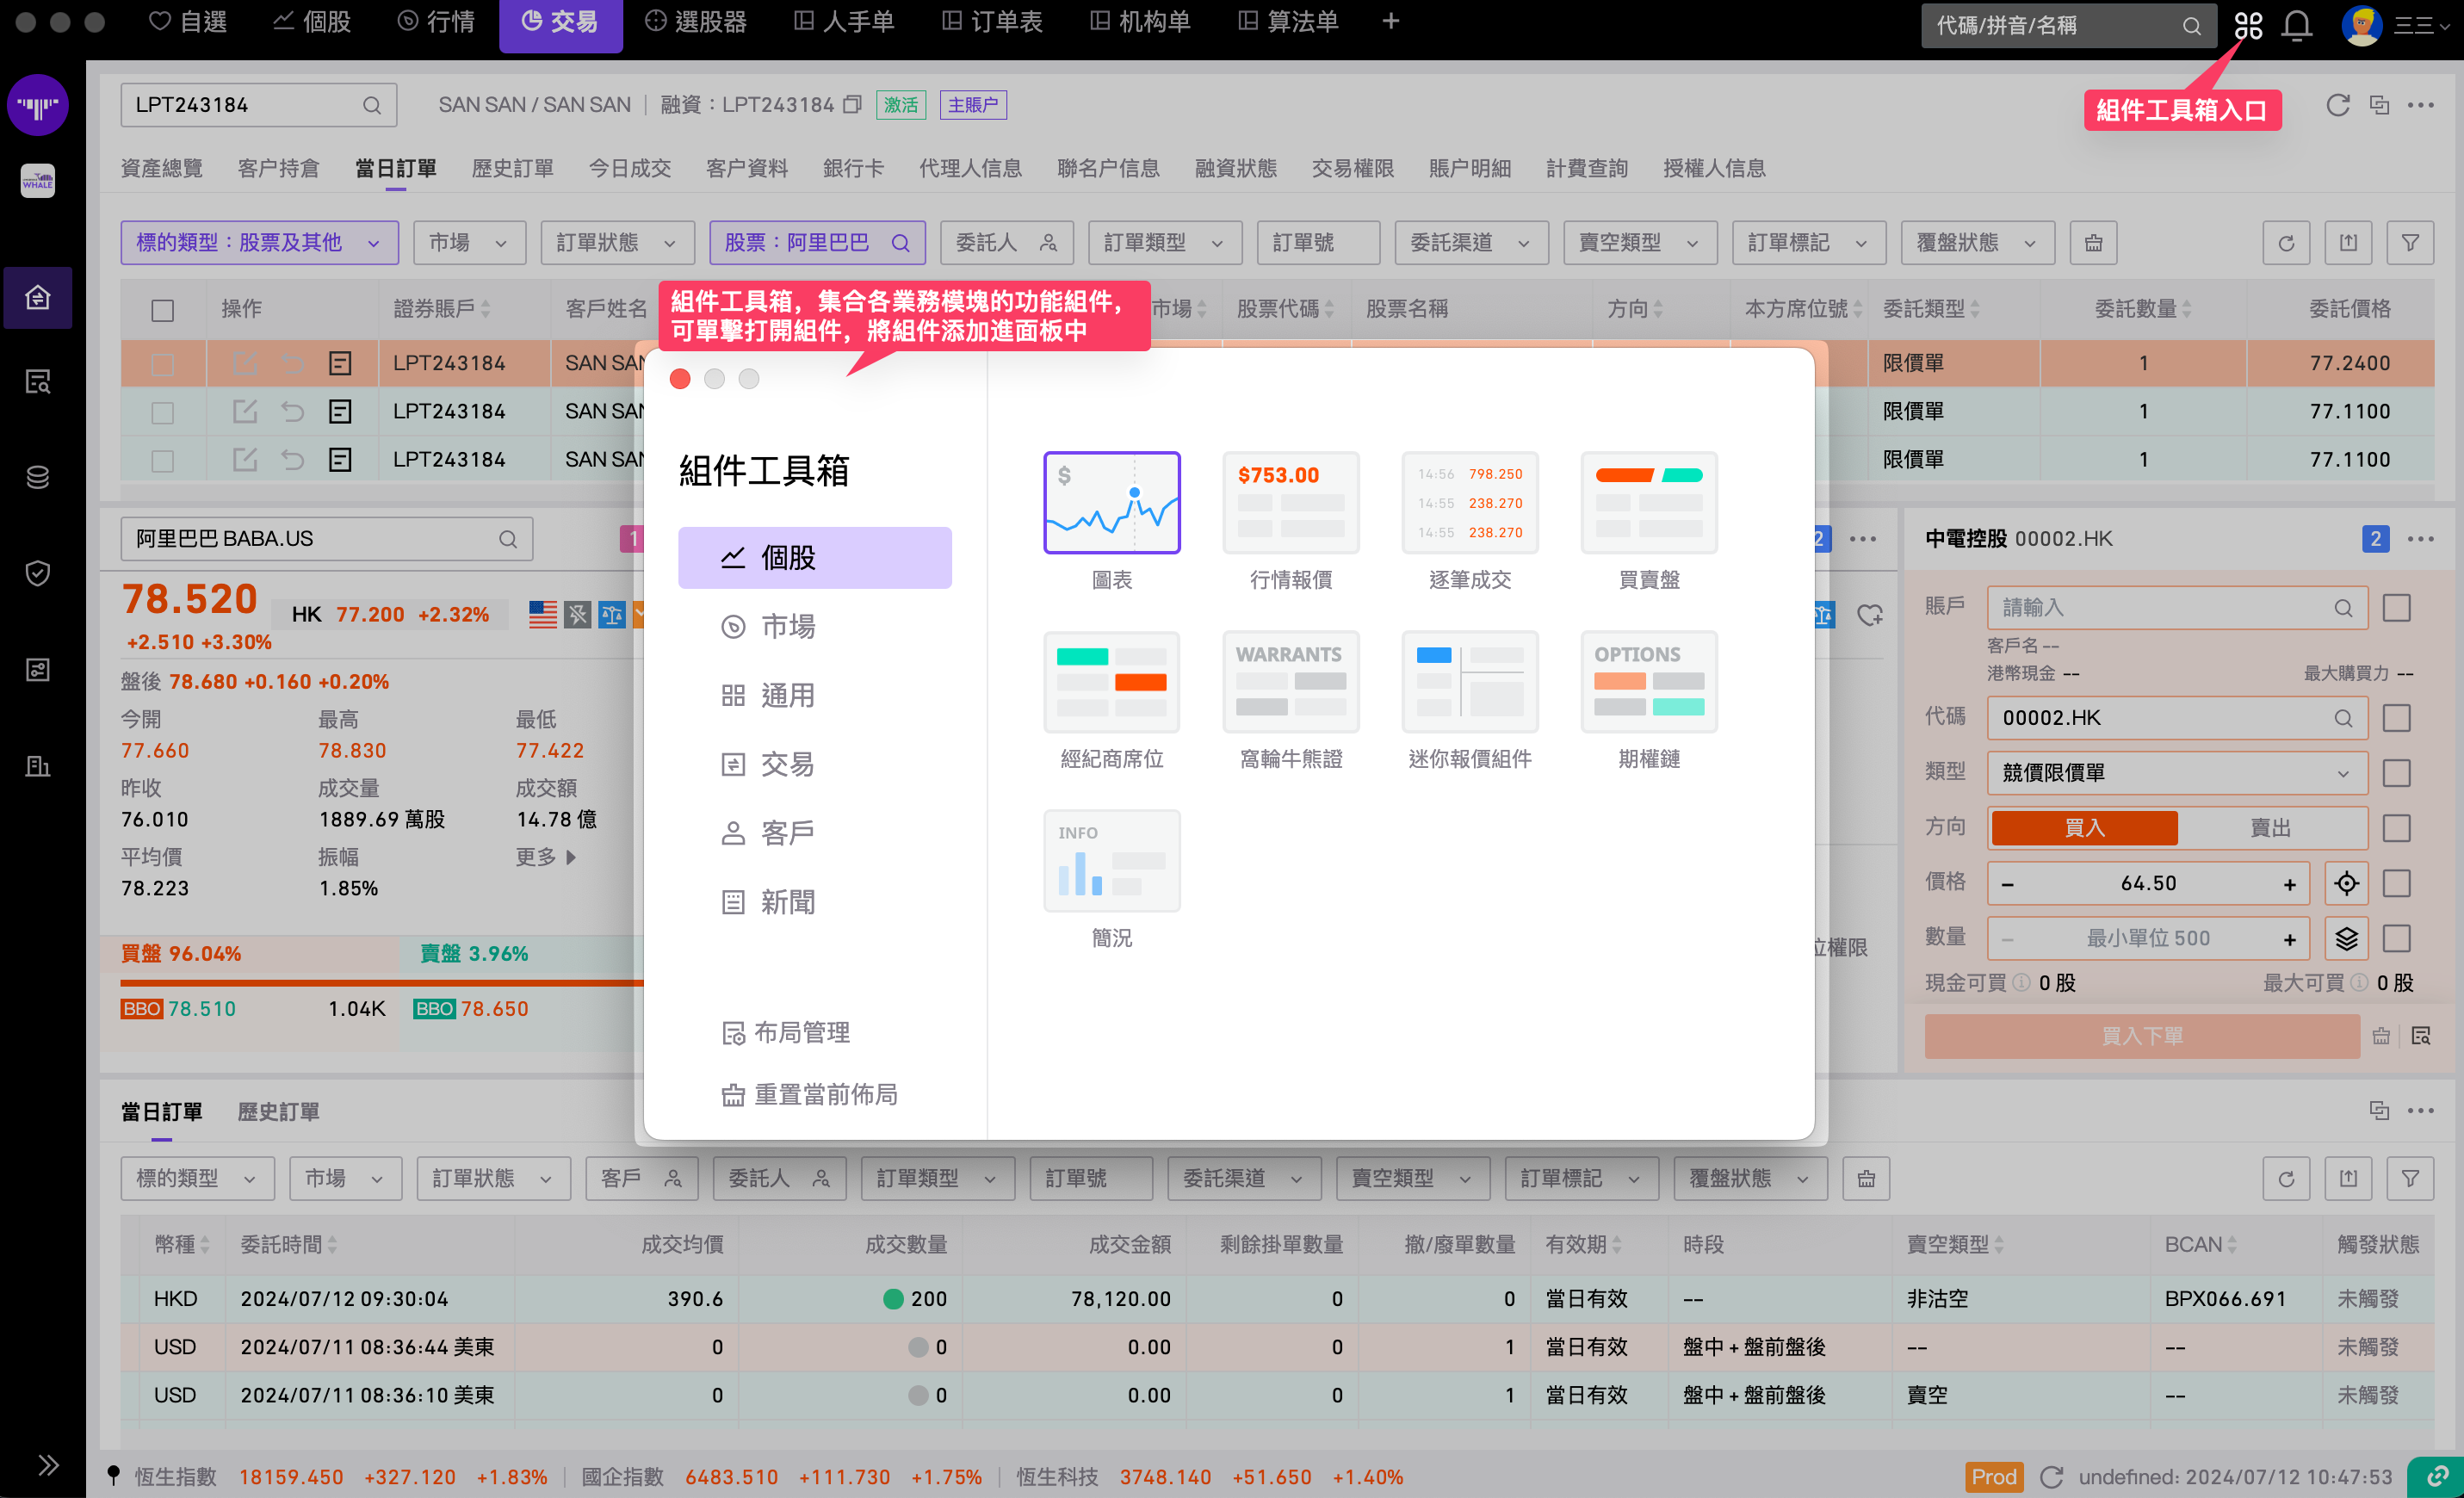 自選 個股 行情 交易 選股器 人手单 订单表 机构单 算法单 +
代碼/拼音/名稱
三三
組件工具箱入口
LPT243184
SAN SAN / SAN SAN
融資：LPT243184
激活
主賬户
WHALE
資產總覽 客户持倉 當日訂單 歷史訂單 今日成交 客户資料 銀行卡 代理人信息 聯名户信息 融資狀態 交易權限 賬户明細 計費查詢 授權人信息
標的類型：股票及其他 市場 訂單狀態 股票：阿里巴巴 委託人 訂單類型 訂單號 委託渠道 賣空類型 訂單標記 覆盤狀態
操作 證券賬戶 客戶姓名 市場 股票代碼 股票名稱 方向 本方席位號 委託類型 委託數量 委託價格
組件工具箱，集合各業務模塊的功能組件，
可單擊打開組件，將組件添加進面板中
LPT243184 SAN SAN 限價單 1 77.2400
LPT243184 SAN SAN 限價單 1 77.1100
LPT243184 SAN SAN 限價單 1 77.1100
阿里巴巴 BABA.US
1
78.520
HK 77.200 +2.32%
+2.510 +3.30%
盤後 78.680 +0.160 +0.20%
今開 最高 最低
77.660 78.830 77.422
昨收 成交量 成交額
76.010 1889.69 萬股 14.78 億
平均價 振幅 更多
78.223 1.85%
買盤 96.04% 賣盤 3.96%
BBO 78.510 1.04K BBO 78.650
組件工具箱
個股
市場
通用
交易
客戶
新聞
布局管理
重置當前佈局
$
$753.00
14:56 798.250
14:55 238.270
14:55 238.270
圖表 行情報價 逐筆成交 買賣盤
WARRANTS
OPTIONS
經紀商席位 窩輪牛熊證 迷你報價組件 期權鏈
INFO
簡況
2
位權限
中電控股 00002.HK
2
賬戶 請輸入
客戶名 --
港幣現金 -- 最大購買力 --
代碼 00002.HK
類型 競價限價單
方向 買入 賣出
價格 − 64.50 +
數量 − 最小單位 500 +
現金可買 0 股 最大可買 0 股
買入下單
當日訂單 歷史訂單
標的類型 市場 訂單狀態 客戶 委託人 訂單類型 訂單號 委託渠道 賣空類型 訂單標記 覆盤狀態
幣種 委託時間 成交均價 成交數量 成交金額 剩餘掛單數量 撤/廢單數量 有效期 時段 賣空類型 BCAN 觸發狀態
HKD 2024/07/12 09:30:04 390.6 200 78,120.00 0 0 當日有效 -- 非沽空 BPX066.691 未觸發
USD 2024/07/11 08:36:44 美東 0 0 0.00 0 1 當日有效 盤中 + 盤前盤後 -- -- 未觸發
USD 2024/07/11 08:36:10 美東 0 0 0.00 0 1 當日有效 盤中 + 盤前盤後 賣空 -- 未觸發
恆生指數 18159.450 +327.120 +1.83% 國企指數 6483.510 +111.730 +1.75% 恆生科技 3748.140 +51.650 +1.40%
Prod undefined: 2024/07/12 10:47:53